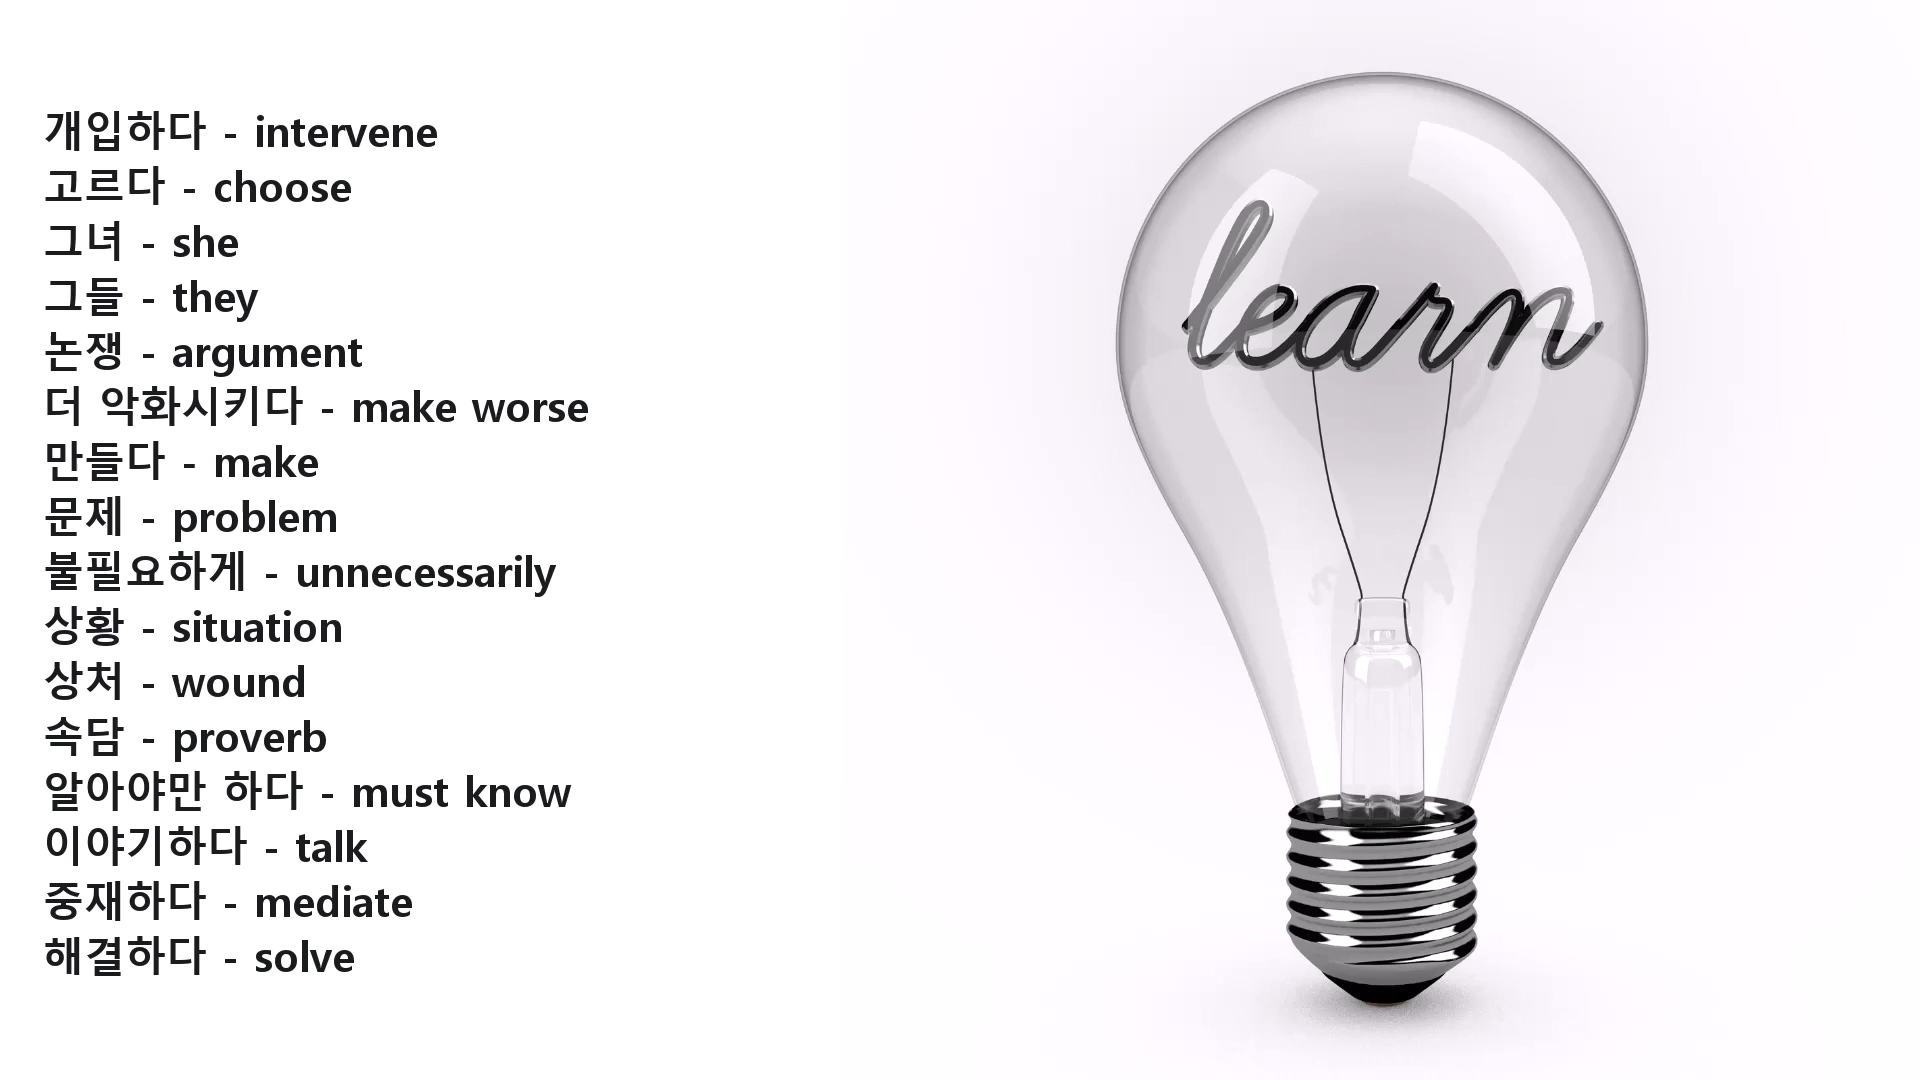 개입하다 - intervene
고르다 - choose
그녀 - she
그들 - they
논쟁 - argument
더 악화시키다 - make worse
만들다 - make
문제 - problem
불필요하게 - unnecessarily
상황 - situation
상처 - wound
속담 - proverb
알아야만 하다 - must know
이야기하다 - talk
중재하다 - mediate
해결하다 - solve
learn